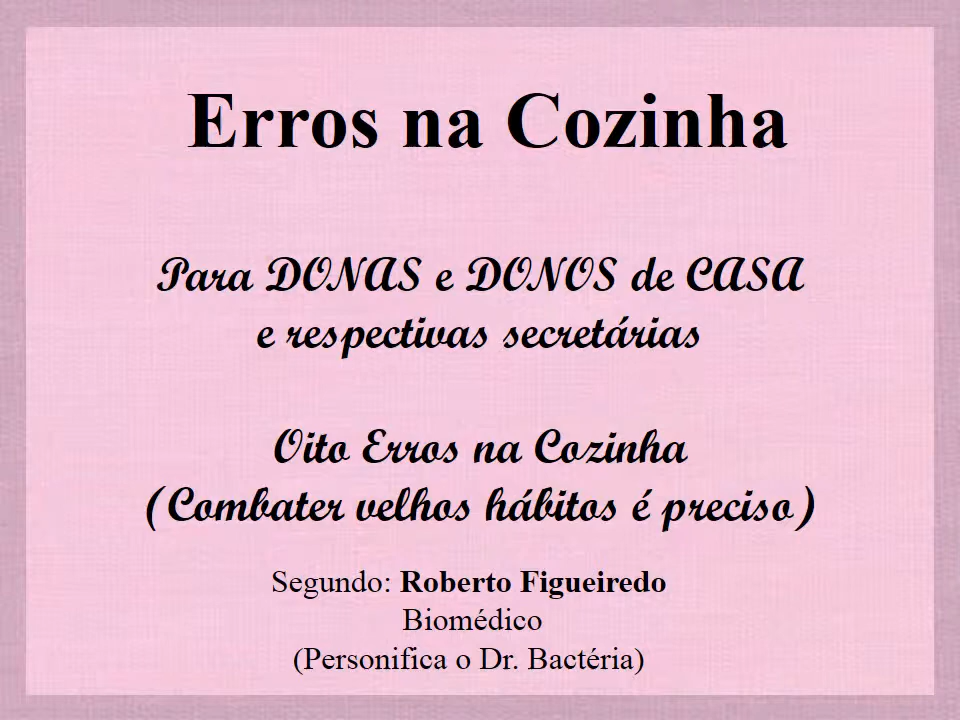 Erros na Cozinha
Para DONAS e DONOS de CASA
e respectivas secretárias
Oito Erros na Cozinha
(Combater velhos hábitos é preciso)
Segundo: Roberto Figueiredo
Biomédico
(Personifica o Dr. Bactéria)